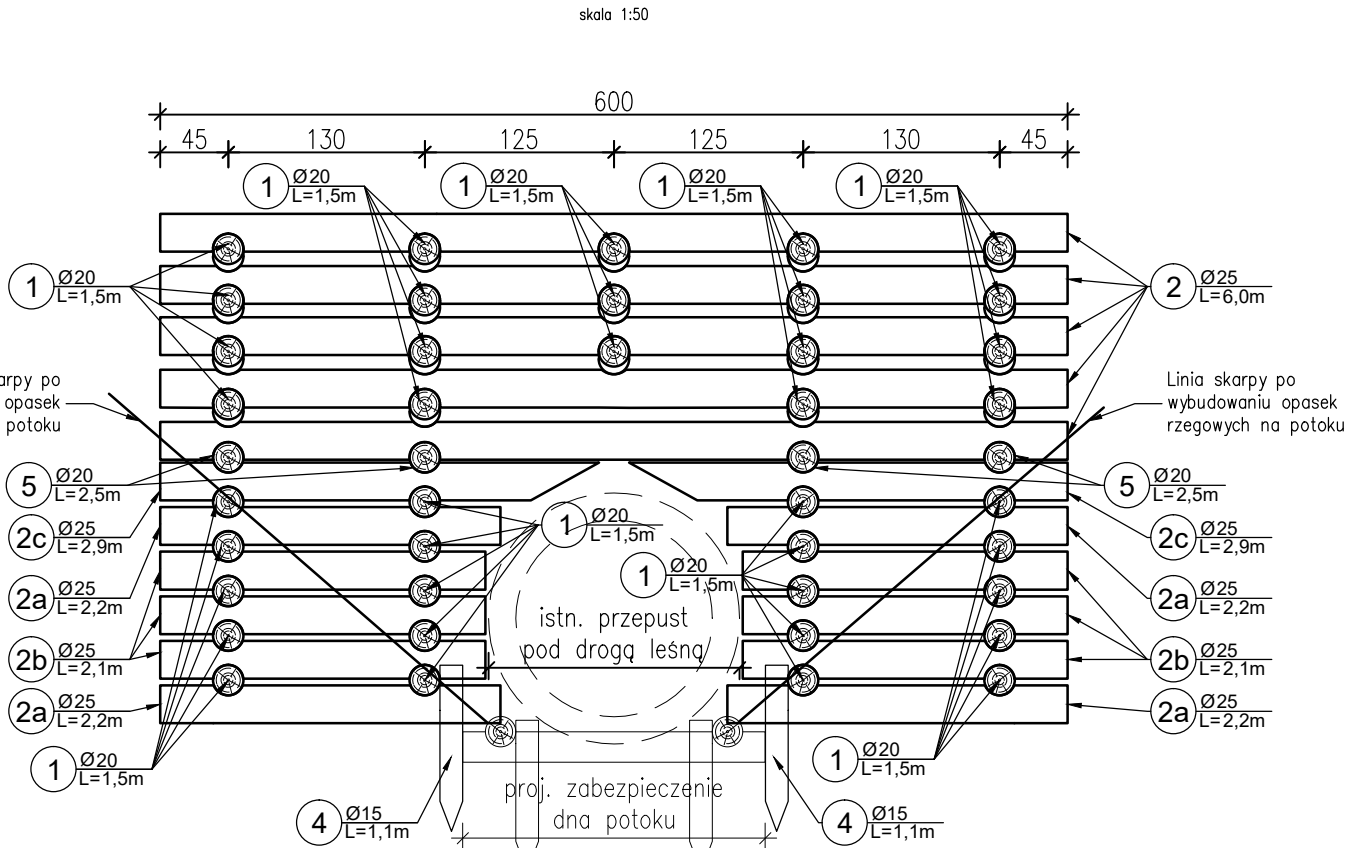 skala 1:50
600
45 130 125 125 130 45
1 Ø20 L=1,5m
1 Ø20 L=1,5m
1 Ø20 L=1,5m
1 Ø20 L=1,5m
1 Ø20 L=1,5m
2 Ø25 L=6,0m
arpy po
opasek
potoku
Linia skarpy po
wybudowaniu opasek
rzegowych na potoku
5 Ø20 L=2,5m
5 Ø20 L=2,5m
2c Ø25 L=2,9m
1 Ø20 L=1,5m
2c Ø25 L=2,9m
1 Ø20 L=1,5m
2a Ø25 L=2,2m
2a Ø25 L=2,2m
istn. przepust
pod drogą leśną
2b Ø25 L=2,1m
2b Ø25 L=2,1m
2a Ø25 L=2,2m
2a Ø25 L=2,2m
1 Ø20 L=1,5m
1 Ø20 L=1,5m
proj. zabezpieczenie
dna potoku
4 Ø15 L=1,1m
4 Ø15 L=1,1m